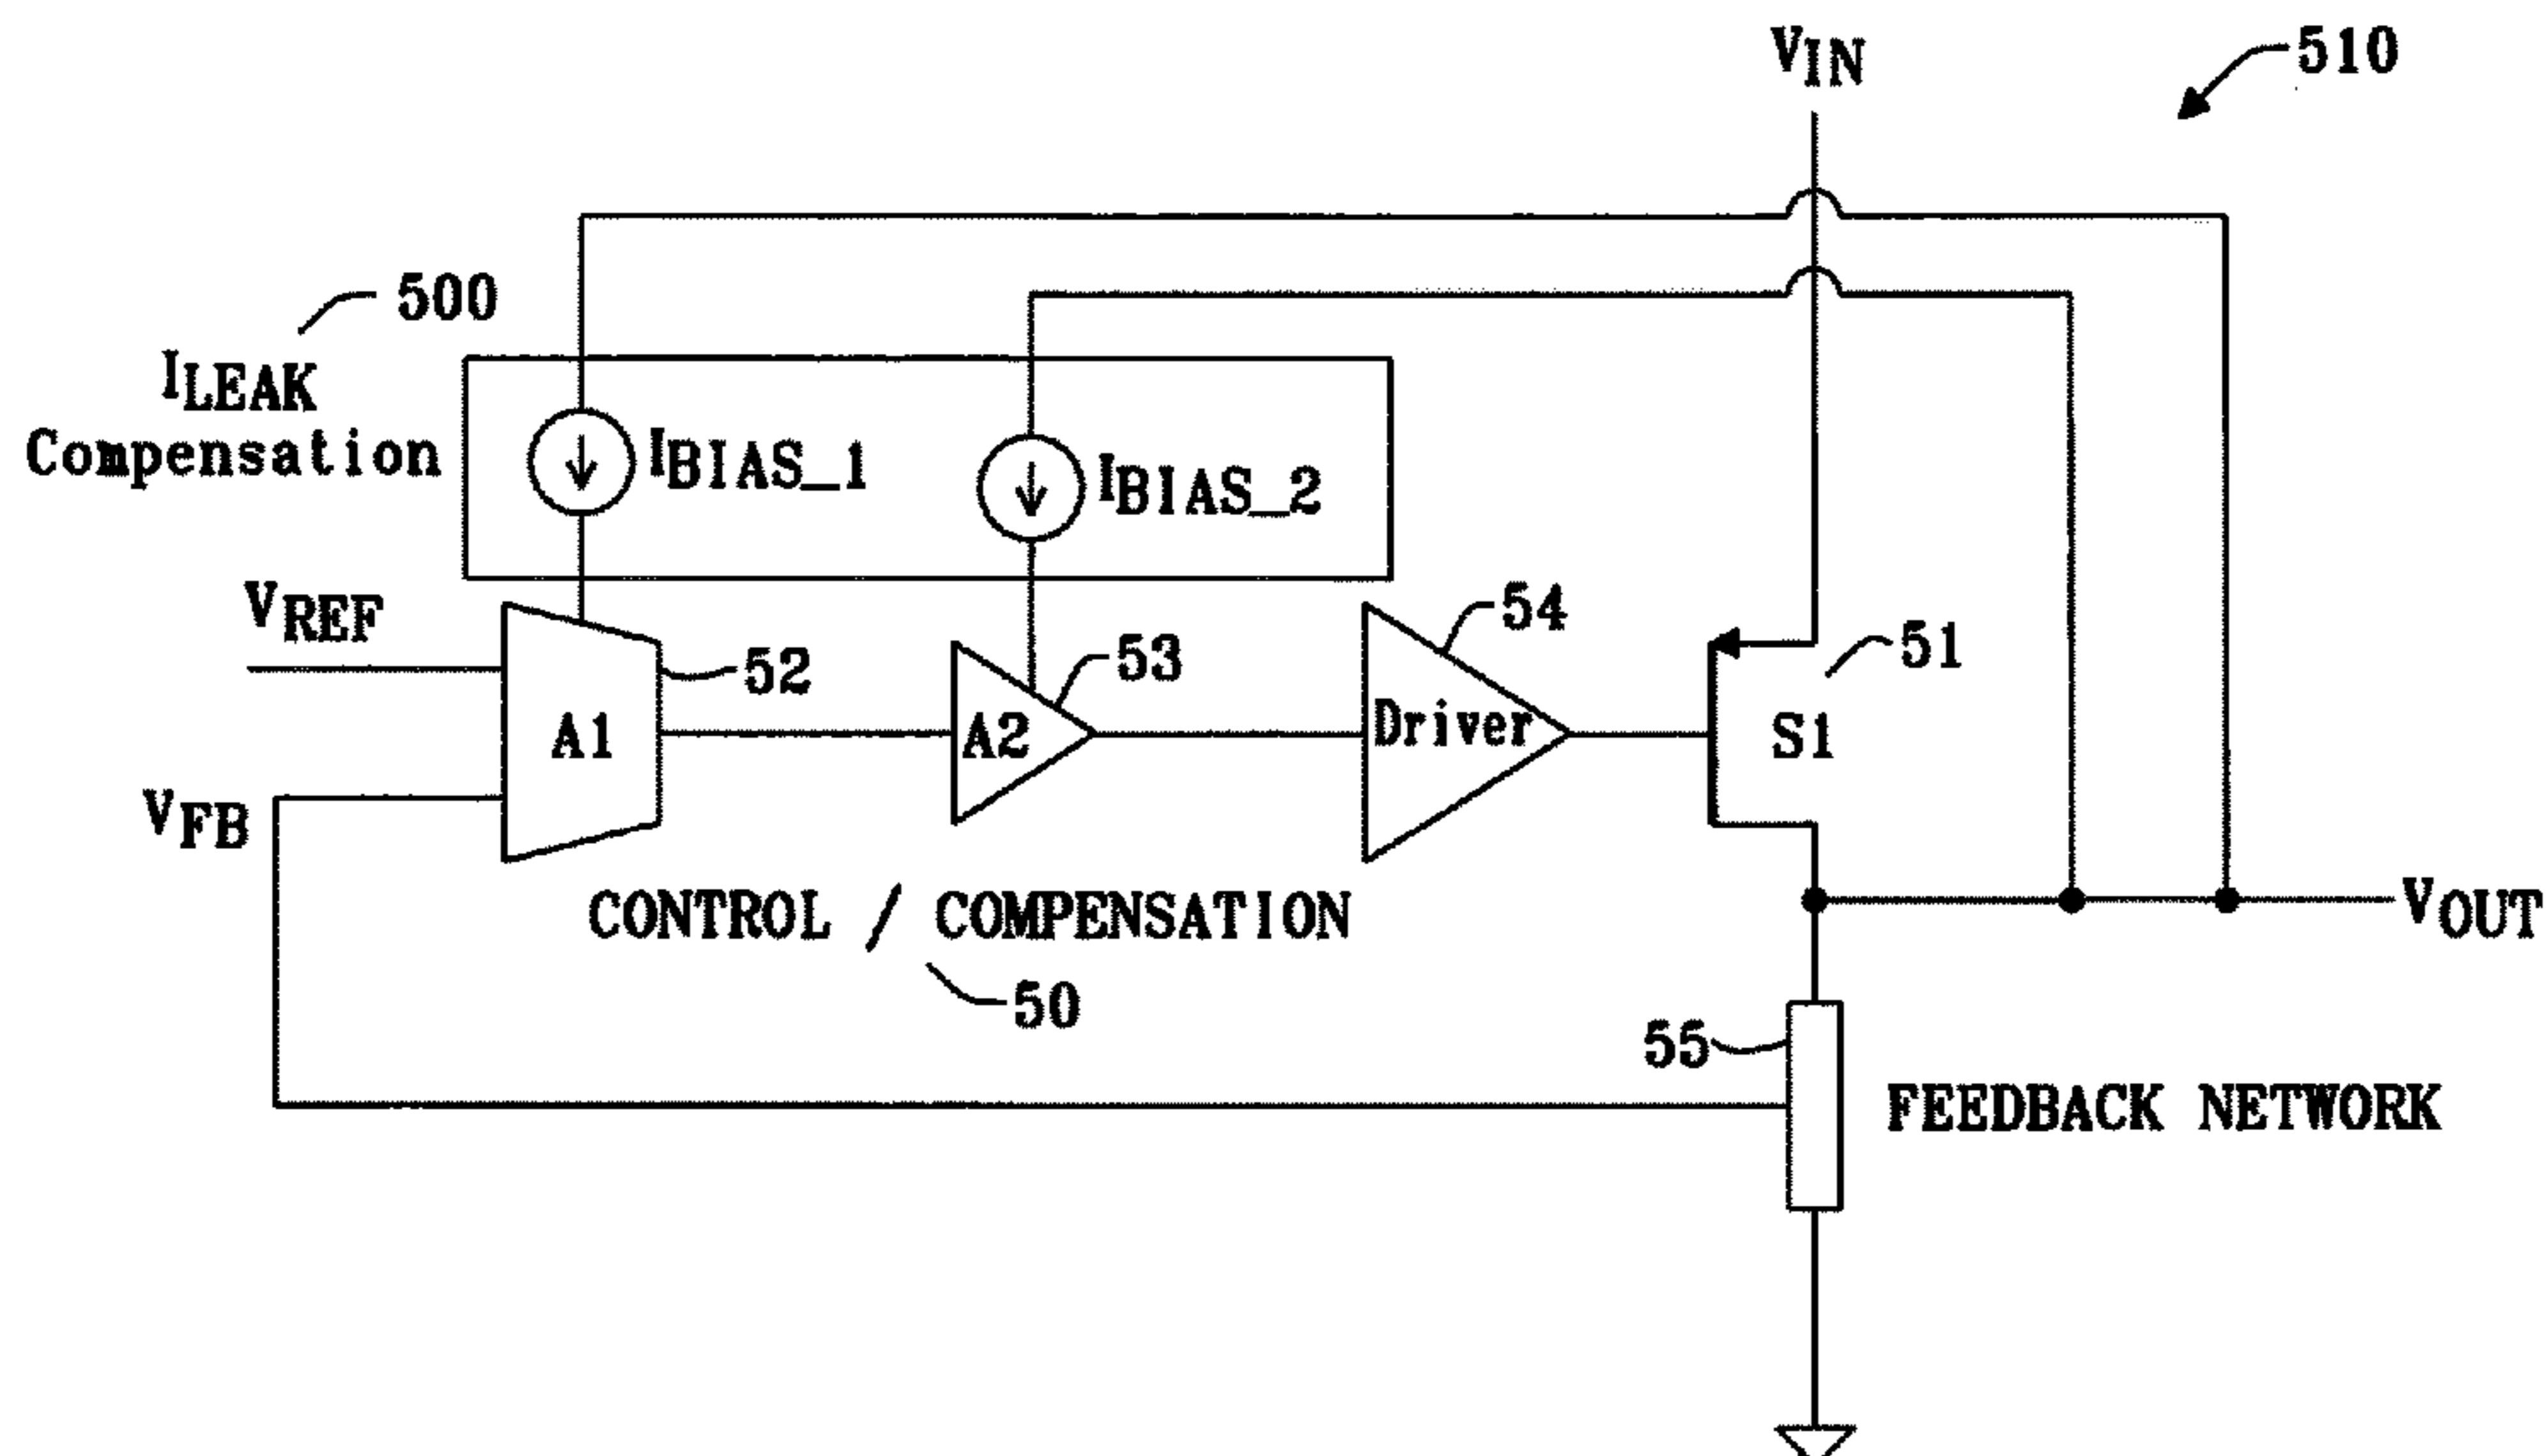 VIN
510
500
ILEAK
Compensation
IBIAS_1
IBIAS_2
VREF
54
51
53
52
A1
A2
Driver
S1
VFB
CONTROL / COMPENSATION
VOUT
50
55
FEEDBACK NETWORK